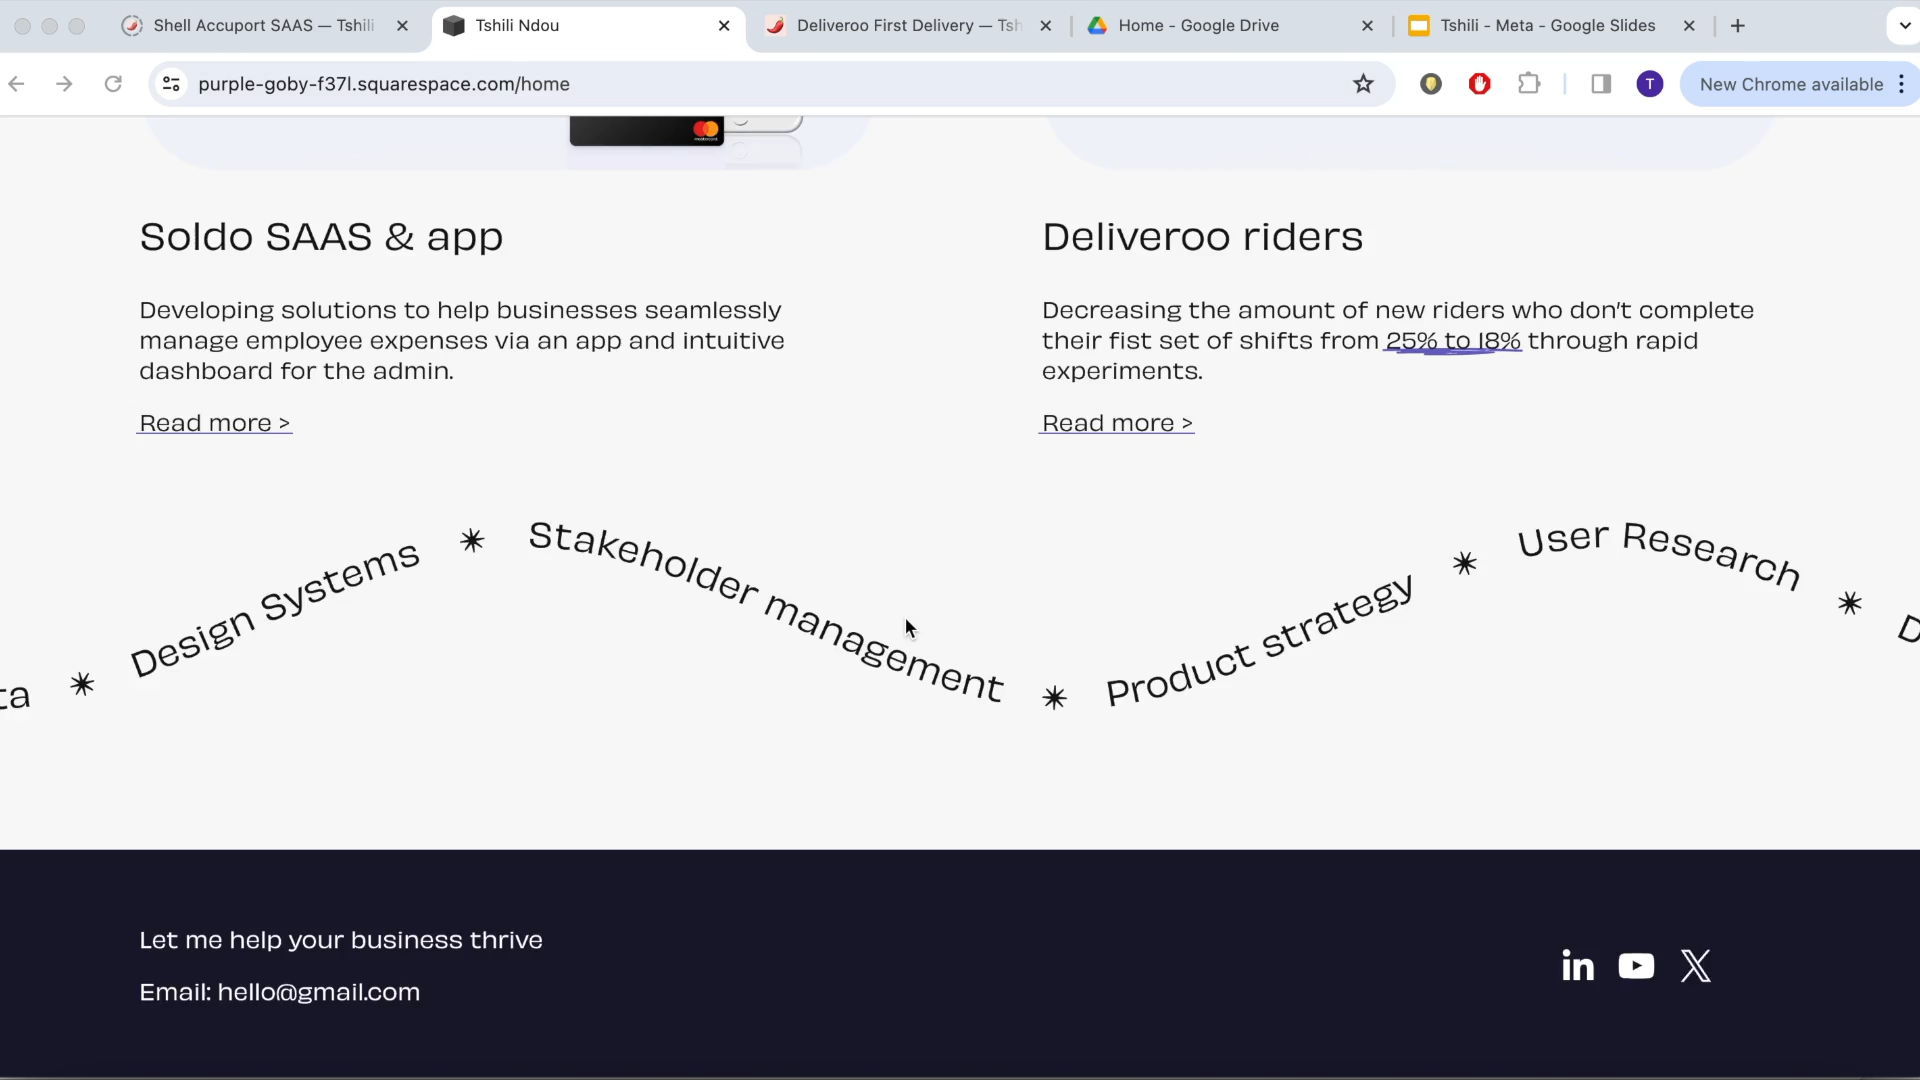 Shell Accuport SAAS — Tshili
Tshili Ndou
Deliveroo First Delivery — Tsh
Home - Google Drive
Tshili - Meta - Google Slides
purple-goby-f37l.squarespace.com/home
T
New Chrome available
Soldo SAAS & app
Developing solutions to help businesses seamlessly
manage employee expenses via an app and intuitive
dashboard for the admin.
Read more >
Deliveroo riders
Decreasing the amount of new riders who don't complete
their fist set of shifts from 25% to 18% through rapid
experiments.
Read more >
ta * Design Systems * Stakeholder management * Product strategy * User Research * D
Let me help your business thrive
Email: hello@gmail.com
in
X